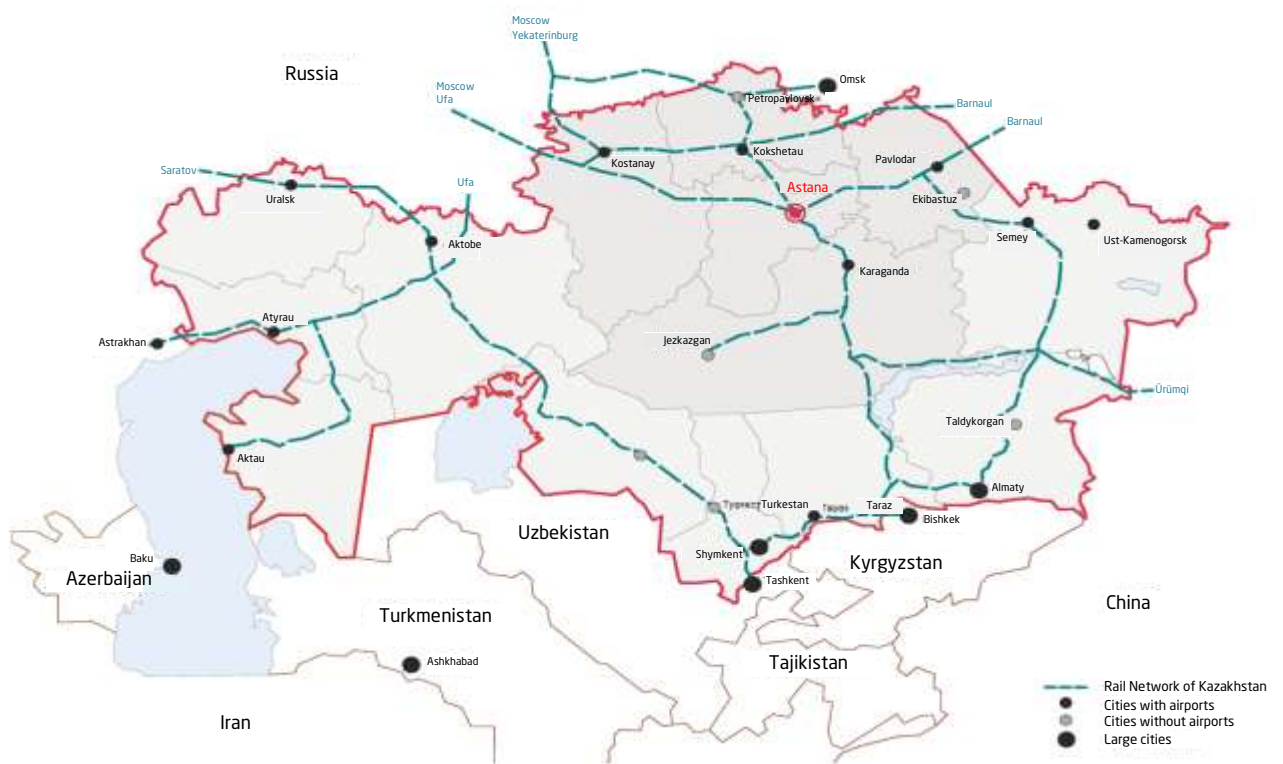 Moscow
Yekaterinburg
Russia
Omsk
Moscow
Ufa
Petropavlovsk
Barnaul
Barnaul
Kostanay
Kokshetau
Pavlodar
Saratov
Ufa
Astana
Uralsk
Ekibastuz
Semey
Ust-Kamenogorsk
Aktobe
Karaganda
Atyrau
Astrakhan
Jezkazgan
Ürümqi
Taldykorgan
Aktau
Almaty
Turkestan
Taraz
Bishkek
Uzbekistan
Shymkent
Kyrgyzstan
Baku
Azerbaijan
Tashkent
China
Turkmenistan
Ashkhabad
Tajikistan
Iran
Rail Network of Kazakhstan
Cities with airports
Cities without airports
Large cities